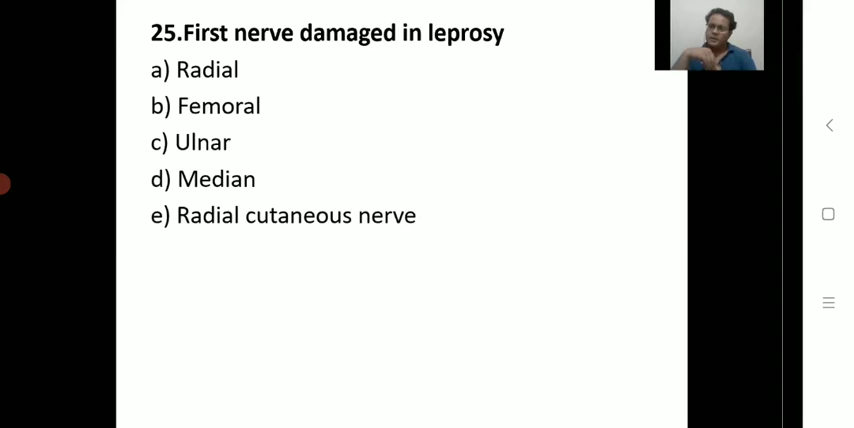 25.First nerve damaged in leprosy
a) Radial
b) Femoral
c) Ulnar
d) Median
e) Radial cutaneous nerve